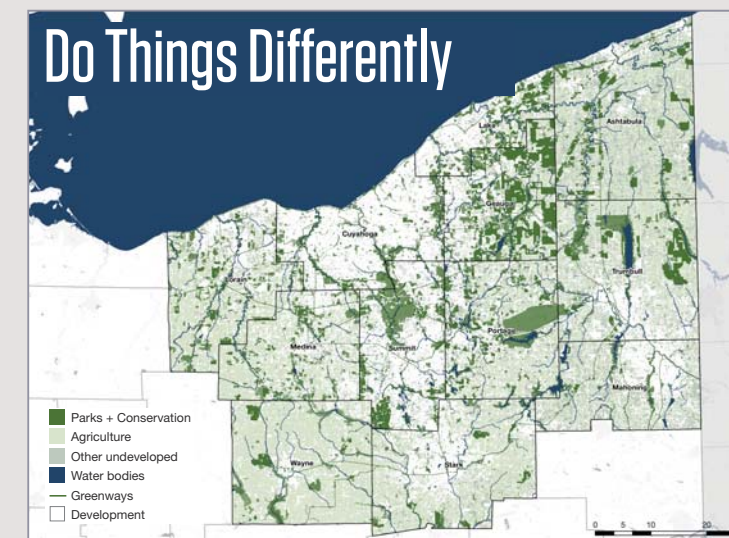 Do Things Differently
Lake
Ashtabula
Geauga
Cuyahoga
Lorain
Trumbull
Portage
Medina
Summit
Mahoning
Wayne
Stark
Parks + Conservation
Agriculture
Other undeveloped
Water bodies
Greenways
Development
0 5 10 20